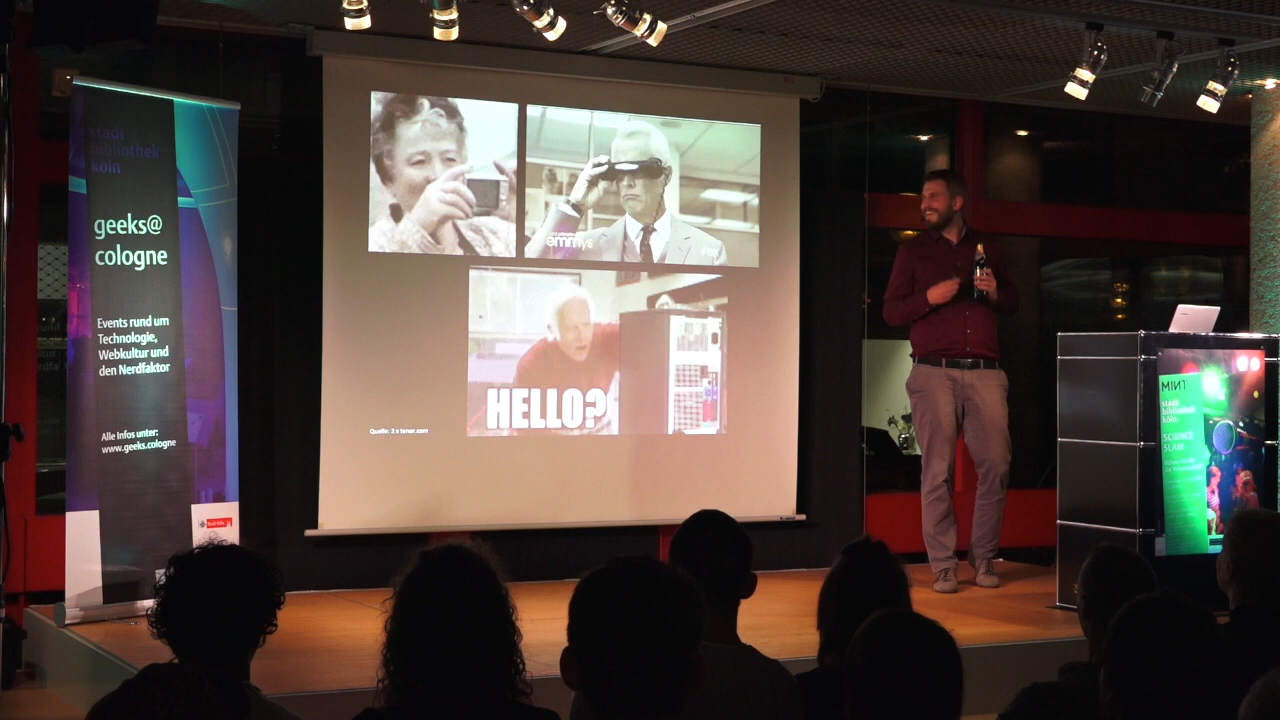 stadt
bibliothek
köln
geeks@
cologne
Events rund um
Technologie,
Webkultur und
den Nerdfaktor
Alle Infos unter:
www.geeks.cologne
emmys
HELLO?
Quelle: 3 x tenor.com
MINT
stadt
bibliothek
köln
SCIENCE
SLAM